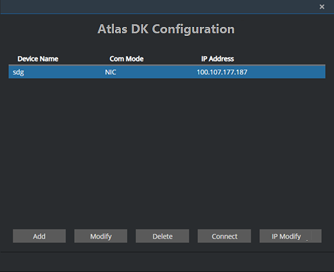 Atlas DK Configuration
Device Name Com Mode IP Address
sdg NIC 100.107.177.187
Add Modify Delete Connect IP Modify